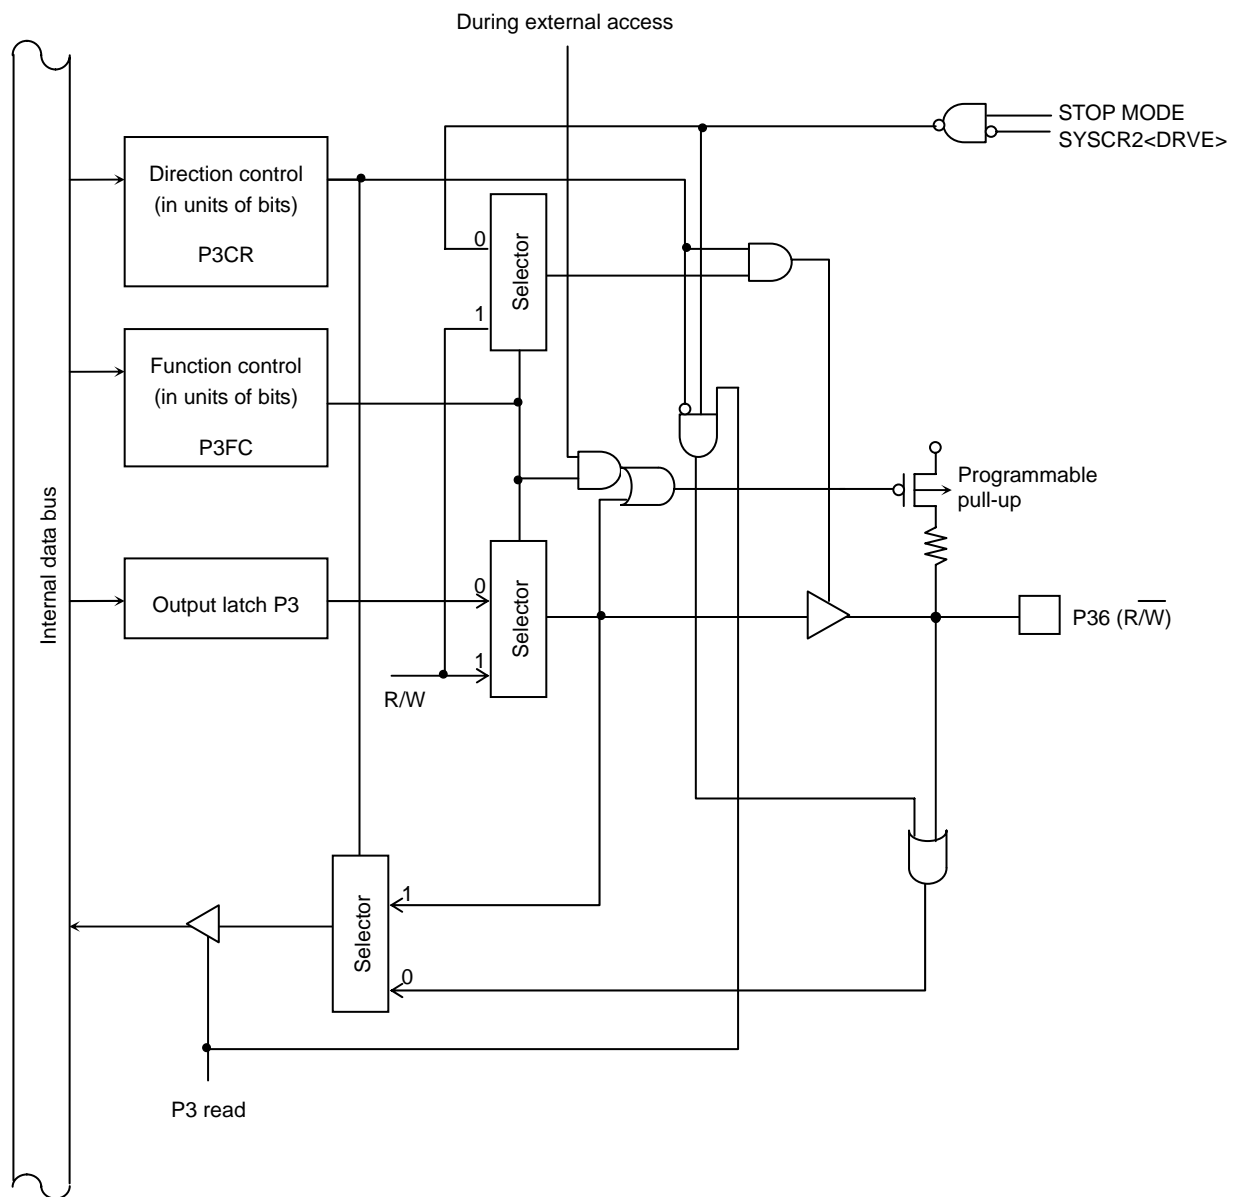 During external access
STOP MODE
SYSCR2<DRVE>
Direction control
(in units of bits)
P3CR
0
Selector
1
Function control
(in units of bits)
P3FC
Programmable
pull-up
Internal data bus
Output latch P3
0
Selector
1
R/W
P36 (R/W̅)
Selector
1
0
P3 read